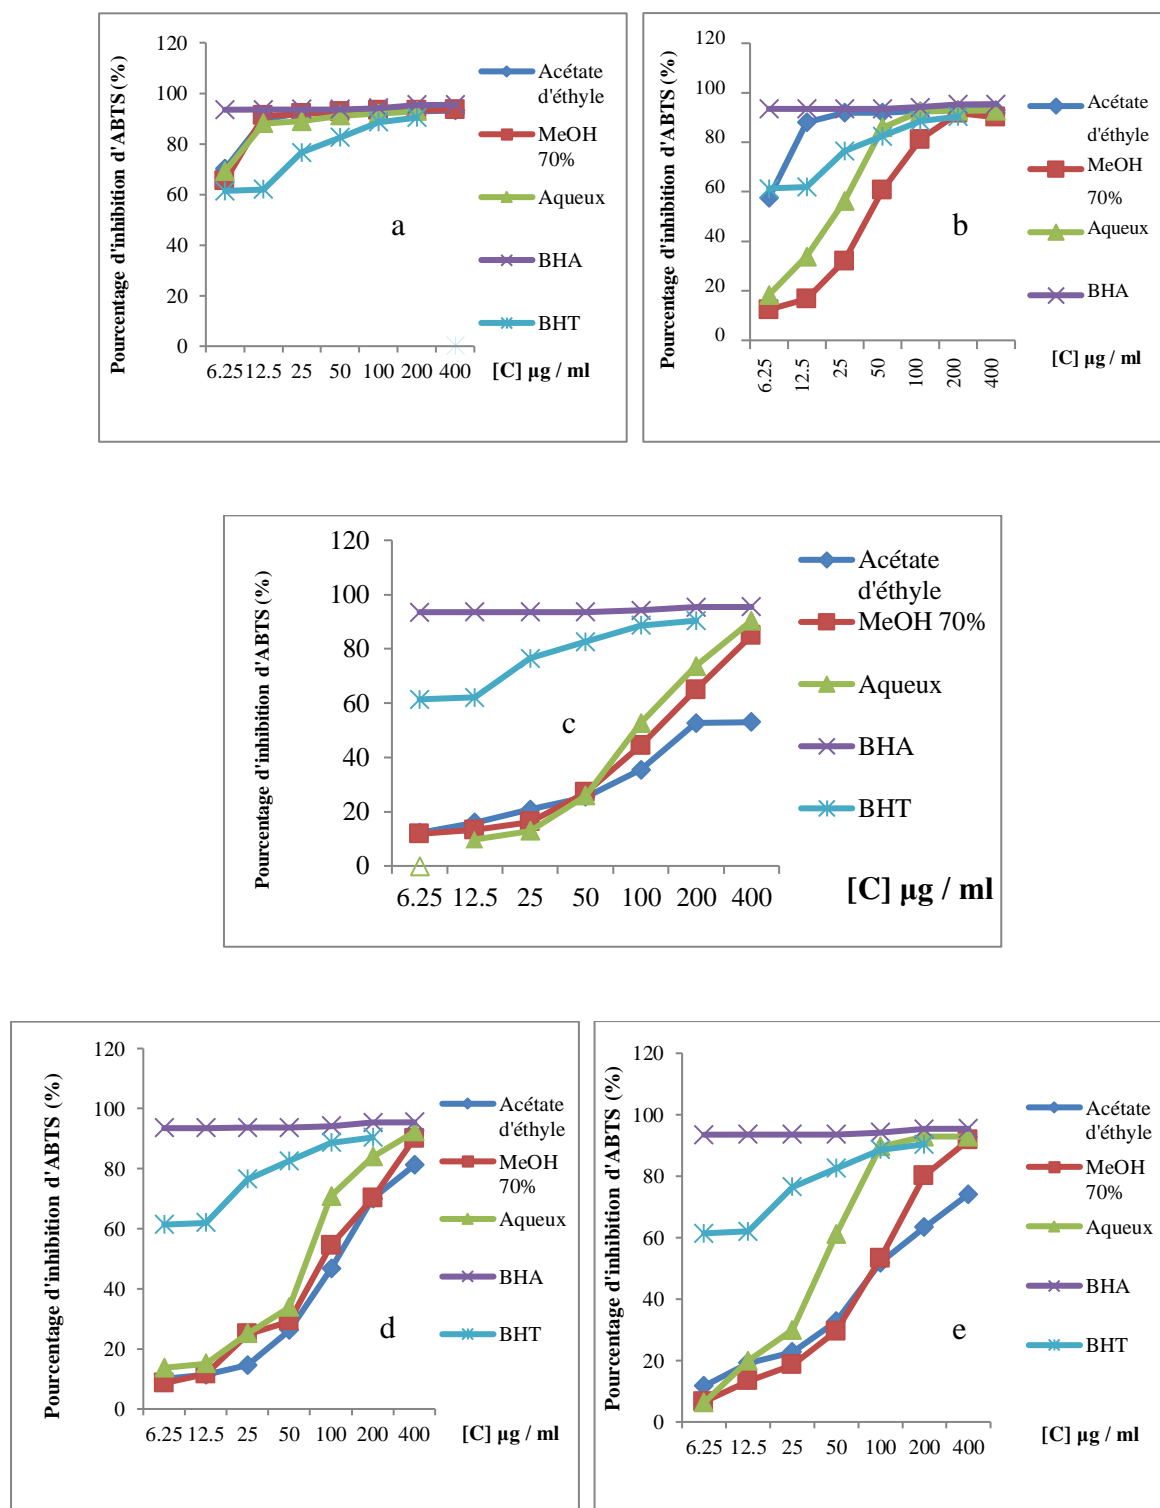 Pourcentage d'inhibition d'ABTS (%)
120
100
80
60
40
20
0
6.25 12.5 25 50 100 200 400
[C] µg / ml
a
Acétate
d'éthyle
MeOH
70%
Aqueux
BHA
BHT
Pourcentage d'inhibition d'ABTS (%)
120
100
80
60
40
20
0
6.25 12.5 25 50 100 200 400
[C] µg / ml
b
Acétate
d'éthyle
MeOH
70%
Aqueux
BHA
Pourcentage d'inhibition d'ABTS (%)
120
100
80
60
40
20
0
6.25 12.5 25 50 100 200 400
[C] µg / ml
c
Acétate
d'éthyle
MeOH 70%
Aqueux
BHA
BHT
Pourcentage d'inhibition d'ABTS (%)
120
100
80
60
40
20
0
6.25 12.5 25 50 100 200 400
[C] µg / ml
d
Acétate
d'éthyle
MeOH
70%
Aqueux
BHA
BHT
Pourcentage d'inhibition d'ABTS (%)
120
100
80
60
40
20
0
6.25 12.5 25 50 100 200 400
[C] µg / ml
e
Acétate
d'éthyle
MeOH
70%
Aqueux
BHA
BHT